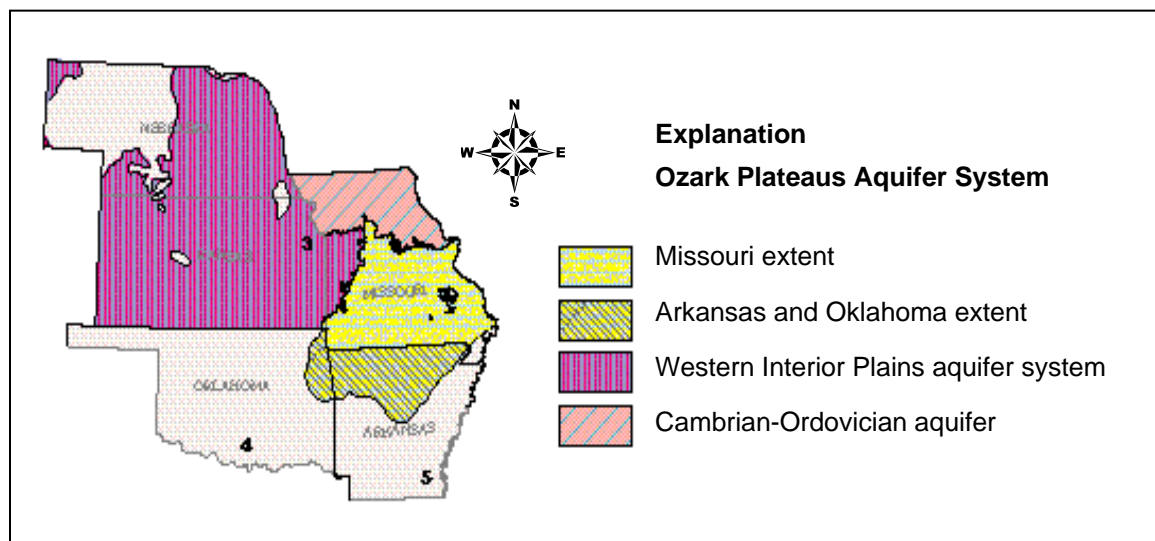 N
W E
S
Explanation
Ozark Plateaus Aquifer System
Missouri extent
Arkansas and Oklahoma extent
Western Interior Plains aquifer system
Cambrian-Ordovician aquifer
3
MISSOURI
OKLAHOMA
ARKANSAS
4
5